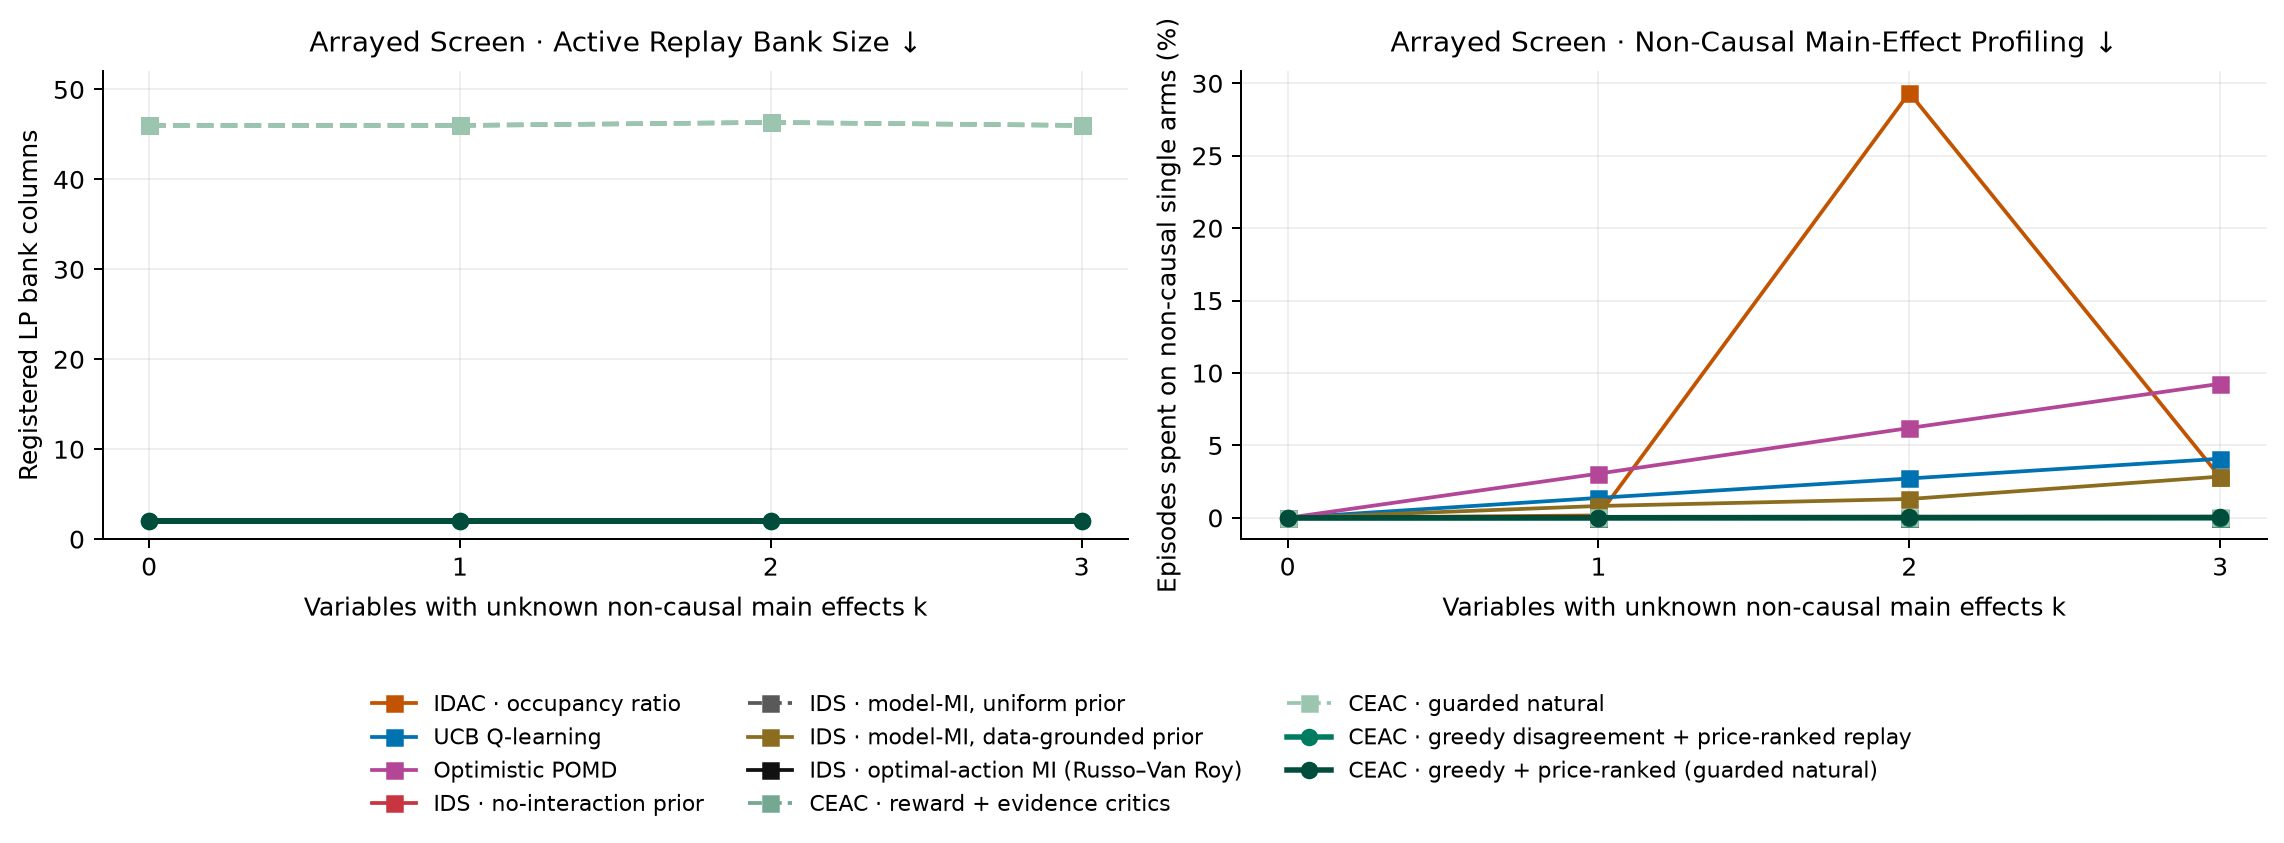 Arrayed Screen · Active Replay Bank Size ↓
Registered LP bank columns
50
40
30
20
10
0
0 1 2 3
Variables with unknown non-causal main effects k
Arrayed Screen · Non-Causal Main-Effect Profiling ↓
Episodes spent on non-causal single arms (%)
30
25
20
15
10
5
0
0 1 2 3
Variables with unknown non-causal main effects k
IDAC · occupancy ratio
UCB Q-learning
Optimistic POMD
IDS · no-interaction prior
IDS · model-MI, uniform prior
IDS · model-MI, data-grounded prior
IDS · optimal-action MI (Russo–Van Roy)
CEAC · reward + evidence critics
CEAC · guarded natural
CEAC · greedy disagreement + price-ranked replay
CEAC · greedy + price-ranked (guarded natural)